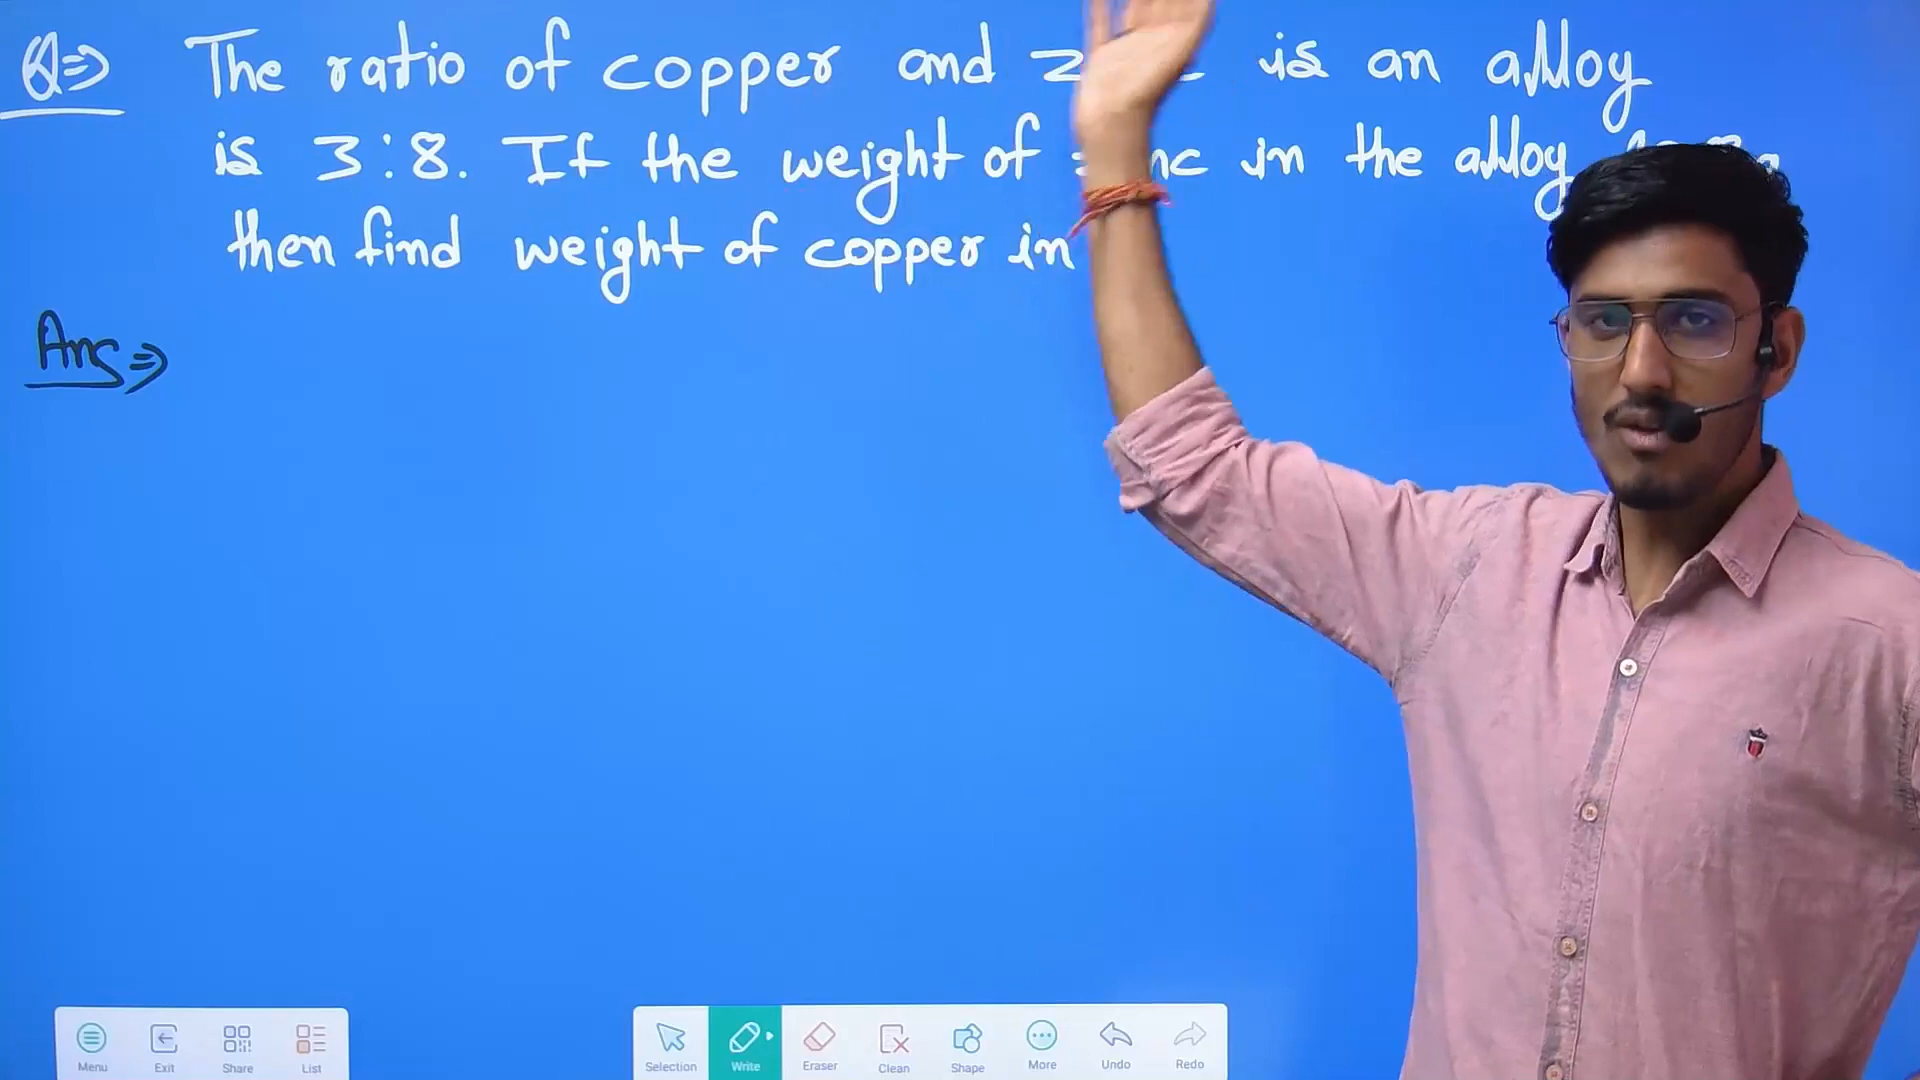 Q⇒ The ratio of copper and is an alloy
is 3:8. If the weight of in the alloy
then find weight of copper in
Ans⇒
Menu Exit Share List
Selection Write Eraser Clean Shape More Undo Redo